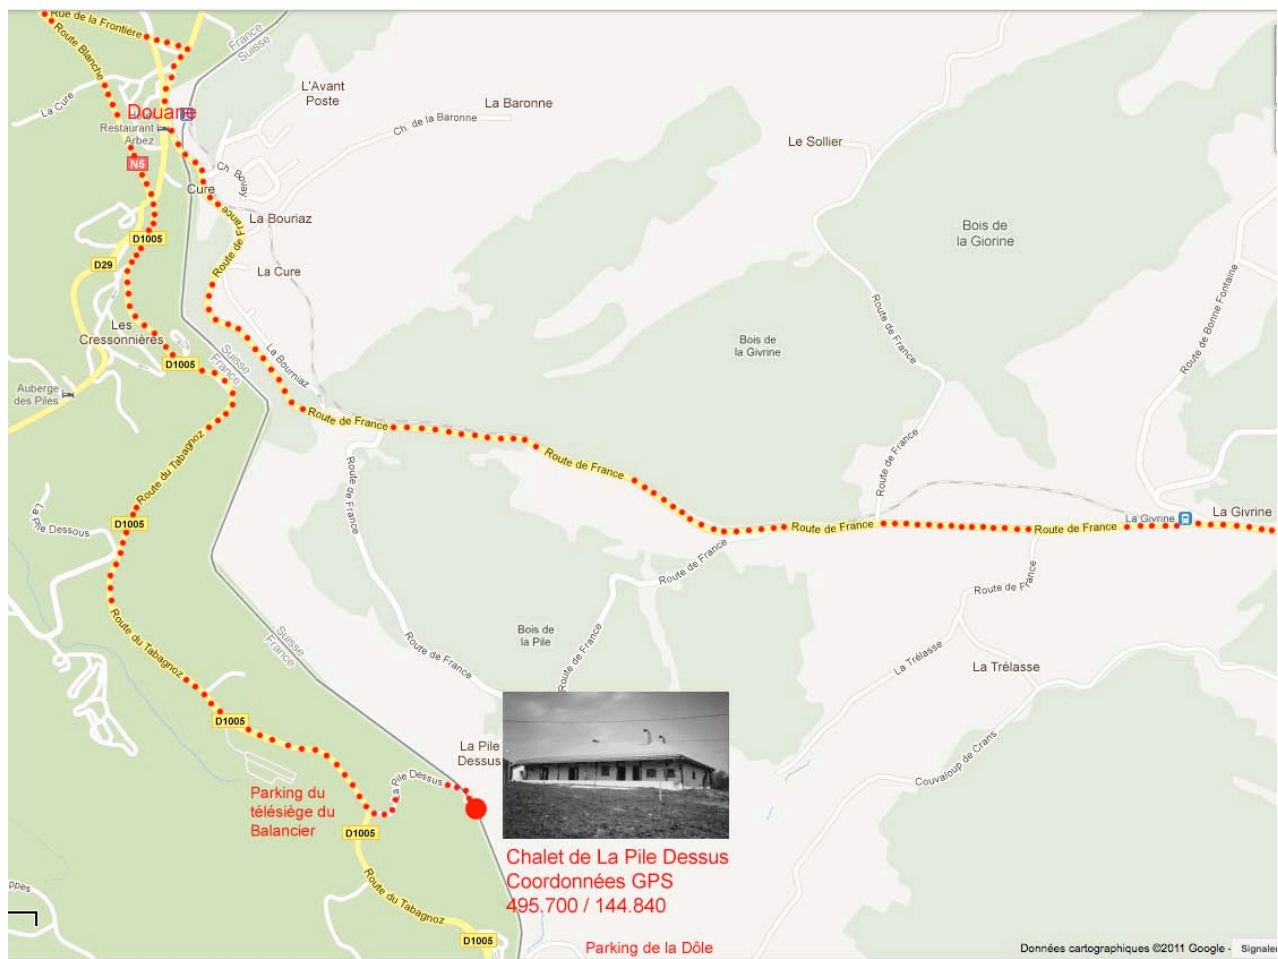 Rue de la Frontière
Route Blanche
France
Suisse
La Cure
L'Avant
Poste
La Baronne
Ch. de la Baronne
Douane
Restaurant
Arbez
Le Sollier
N5
Ch. Bonay
Cure
La Bouriaz
Route de France
Bois de
la Giorine
D1005
D29
La Cure
Route de Bonne Fontaine
Route de France
Les
Cressonnières
La Bourniaz
Suisse
France
Bois de
la Givrine
D1005
Auberge
des Piles
Route de France
Route du Tabagnoz
Route de France
Route de France
Route de France
La Pile Dessous
D1005
Route de France
Route de France
La Givrine
La Givrine
Route de France
Route de France
Route du Tabagnoz
Suisse
France
Bois de
la Pile
Route de France
Route de France
La Trélasse
La Trélasse
D1005
La Pile
Dessus
La Pile Dessus
Couvaloup de Crans
Parking du
télésiège du
Balancier
D1005
Chalet de La Pile Dessus
Coordonnées GPS
495.700 / 144.840
Route du Tabagnoz
D1005
Parking de la Dôle
Données cartographiques ©2011 Google -